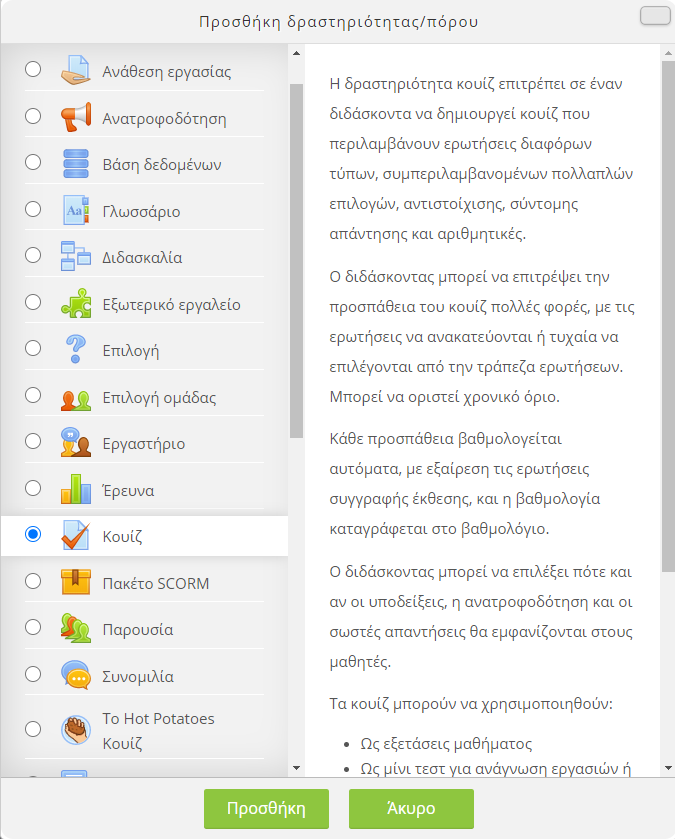 Προσθήκη δραστηριότητας/πόρου
Ανάθεση εργασίας
Ανατροφοδότηση
Βάση δεδομένων
Aa
Γλωσσάριο
Διδασκαλία
Εξωτερικό εργαλείο
Επιλογή
Επιλογή ομάδας
Εργαστήριο
Έρευνα
Κουίζ
Πακέτο SCORM
Παρουσία
Συνομιλία
Το Hot Potatoes
Κουίζ
Η δραστηριότητα κουίζ επιτρέπει σε έναν
διδάσκοντα να δημιουργεί κουίζ που
περιλαμβάνουν ερωτήσεις διαφόρων
τύπων, συμπεριλαμβανομένων πολλαπλών
επιλογών, αντιστοίχισης, σύντομης
απάντησης και αριθμητικές.
Ο διδάσκοντας μπορεί να επιτρέψει την
προσπάθεια του κουίζ πολλές φορές, με τις
ερωτήσεις να ανακατεύονται ή τυχαία να
επιλέγονται από την τράπεζα ερωτήσεων.
Μπορεί να οριστεί χρονικό όριο.
Κάθε προσπάθεια βαθμολογείται
αυτόματα, με εξαίρεση τις ερωτήσεις
συγγραφής έκθεσης, και η βαθμολογία
καταγράφεται στο βαθμολόγιο.
Ο διδάσκοντας μπορεί να επιλέξει πότε και
αν οι υποδείξεις, η ανατροφοδότηση και οι
σωστές απαντήσεις θα εμφανίζονται στους
μαθητές.
Τα κουίζ μπορούν να χρησιμοποιηθούν:
• Ως εξετάσεις μαθήματος
• Ως μίνι τεστ για ανάγνωση εργασιών ή
Προσθήκη
Άκυρο